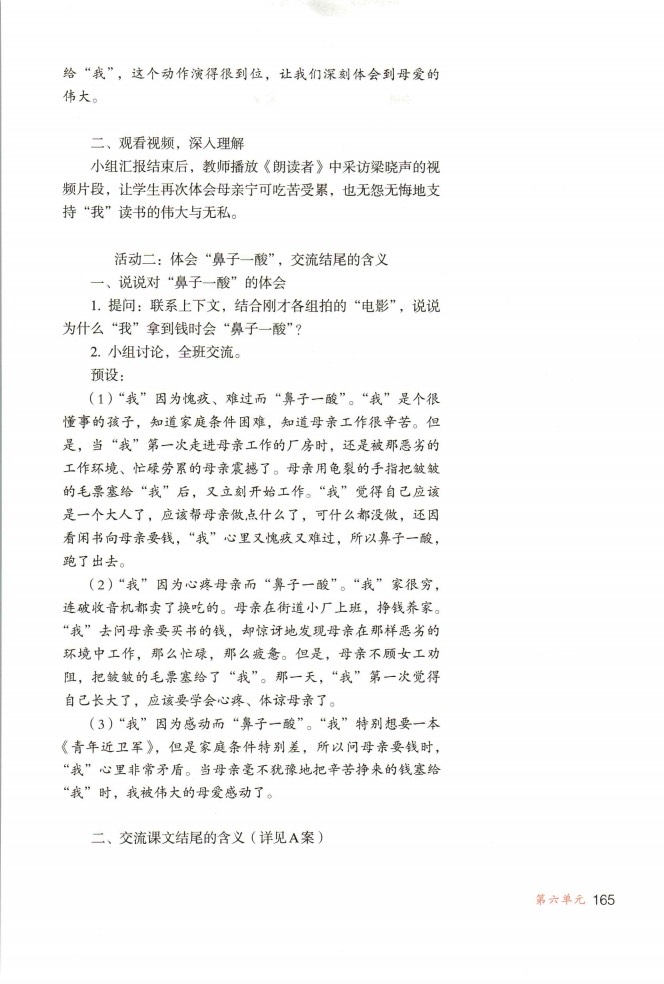 给“我”，这个动作演得很到位，让我们深刻体会到母爱的
伟大。
二、观看视频，深入理解
小组汇报结束后，教师播放《朗读者》中采访梁晓声的视
频片段，让学生再次体会母亲宁可吃苦受累，也无怨无悔地支
持“我”读书的伟大与无私。
活动二：体会“鼻子一酸”，交流结尾的含义
一、说说对“鼻子一酸”的体会
1. 提问：联系上下文，结合刚才各组拍的“电影”，说说
为什么“我”拿到钱时会“鼻子一酸”？
2. 小组讨论，全班交流。
预设：
（1）“我”因为愧疚、难过而“鼻子一酸”。“我”是个很
懂事的孩子，知道家庭条件困难，知道母亲工作很辛苦。但
是，当“我”第一次走进母亲工作的厂房时，还是被那恶劣的
工作环境、忙碌劳累的母亲震撼了。母亲用龟裂的手指把皱皱
的毛票塞给“我”后，又立刻开始工作。“我”觉得自己应该
是一个大人了，应该帮母亲做点什么了，可什么都没做，还因
看闲书向母亲要钱，“我”心里又愧疚又难过，所以鼻子一酸，
跑了出去。
（2）“我”因为心疼母亲而“鼻子一酸”。“我”家很穷，
连破收音机都卖了换吃的。母亲在街道小厂上班，挣钱养家。
“我”去问母亲要买书的钱，却惊讶地发现母亲在那样恶劣的
环境中工作，那么忙碌，那么疲惫。但是，母亲不顾女工劝
阻，把皱皱的毛票塞给了“我”。那一天，“我”第一次觉得
自己长大了，应该要学会心疼、体谅母亲了。
（3）“我”因为感动而“鼻子一酸”。“我”特别想要一本
《青年近卫军》，但是家庭条件特别差，所以问母亲要钱时，
“我”心里非常矛盾。当母亲毫不犹豫地把辛苦挣来的钱塞给
“我”时，我被伟大的母爱感动了。
二、交流课文结尾的含义（详见A案）
第六单元 165